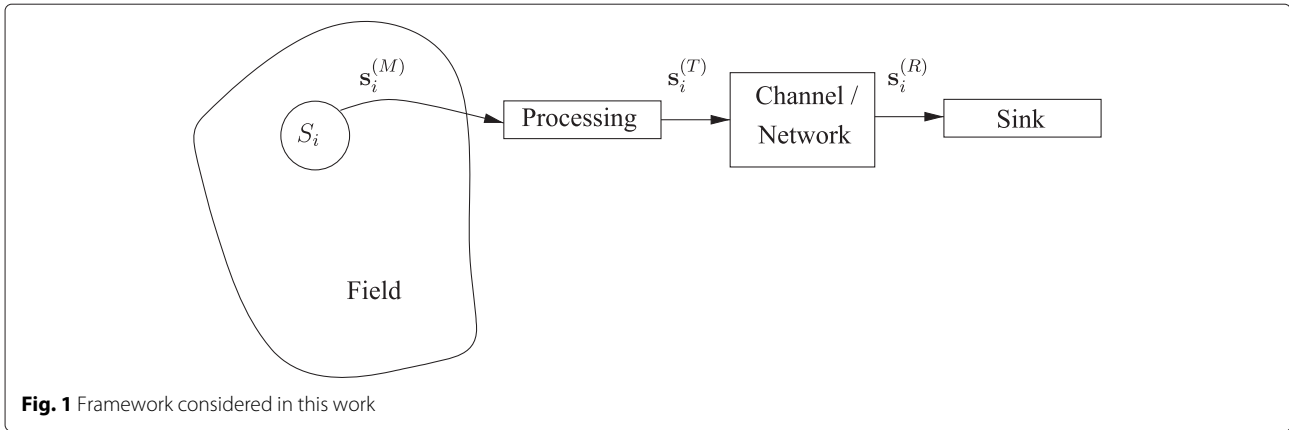 s_i^{(M)}
s_i^{(T)}
s_i^{(R)}
S_i
Processing
Channel /
Network
Sink
Field
Fig. 1 Framework considered in this work